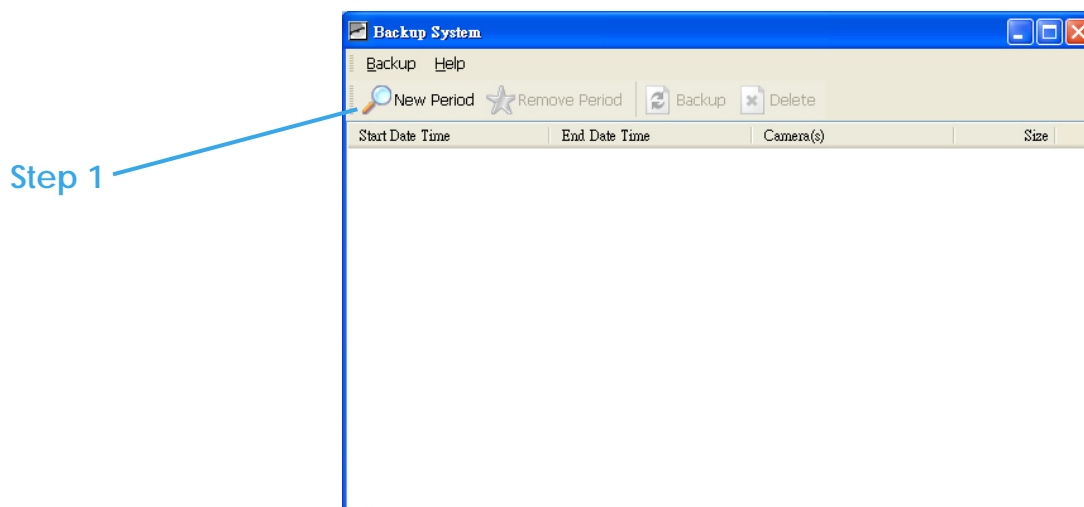 Backup System
Backup Help
New Period Remove Period Backup Delete
Start Date Time End Date Time Camera(s) Size
Step 1